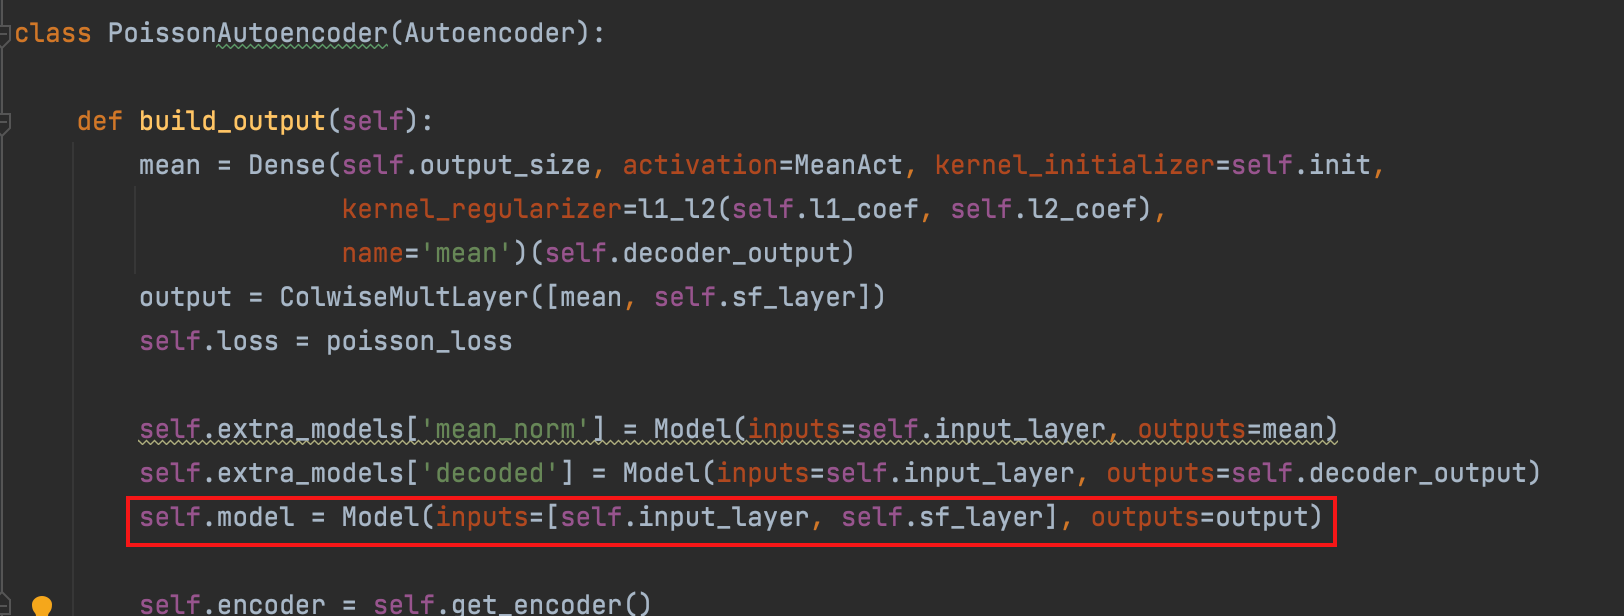 class PoissonAutoencoder(Autoencoder):
def build_output(self):
mean = Dense(self.output_size, activation=MeanAct, kernel_initializer=self.init,
kernel_regularizer=l1_l2(self.l1_coef, self.l2_coef),
name='mean')(self.decoder_output)
output = ColwiseMultLayer([mean, self.sf_layer])
self.loss = poisson_loss
self.extra_models['mean_norm'] = Model(inputs=self.input_layer, outputs=mean)
self.extra_models['decoded'] = Model(inputs=self.input_layer, outputs=self.decoder_output)
self.model = Model(inputs=[self.input_layer, self.sf_layer], outputs=output)
self.encoder = self.get_encoder()